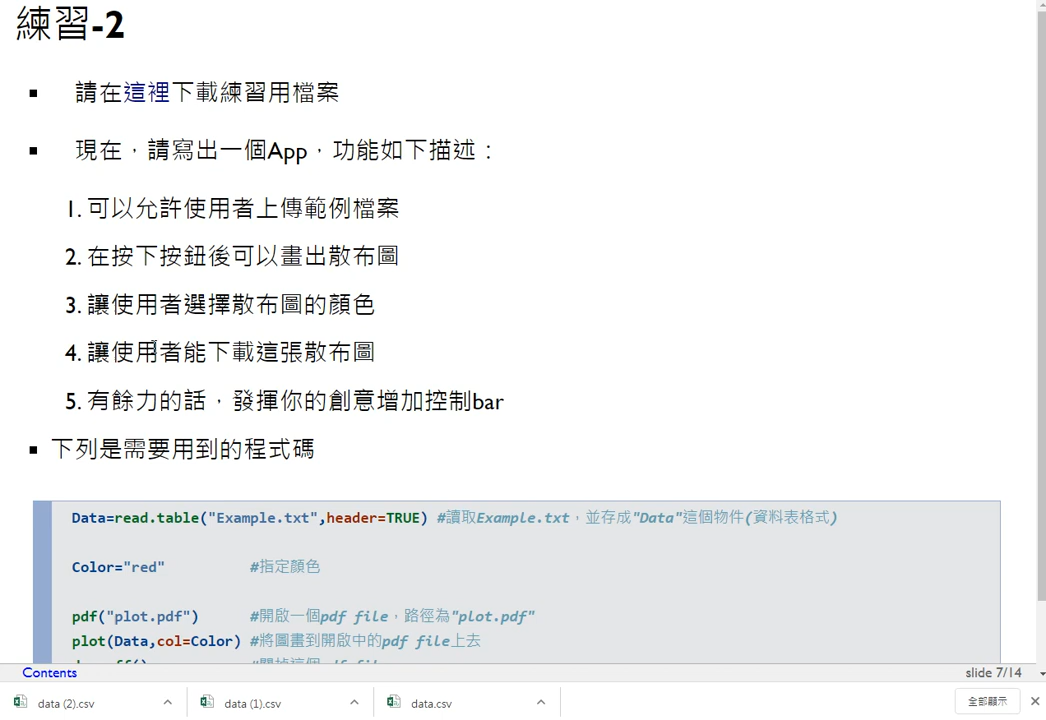 練習-2
▪ 請在這裡下載練習用檔案
▪ 現在，請寫出一個App，功能如下描述：
1. 可以允許使用者上傳範例檔案
2. 在按下按鈕後可以畫出散布圖
3. 讓使用者選擇散布圖的顏色
4. 讓使用者能下載這張散布圖
5. 有餘力的話，發揮你的創意增加控制bar
▪ 下列是需要用到的程式碼
Data=read.table("Example.txt",header=TRUE) #讀取Example.txt，並存成"Data"這個物件(資料表格式)
Color="red" #指定顏色
pdf("plot.pdf") #開啟一個pdf file，路徑為"plot.pdf"
plot(Data,col=Color) #將圖畫到開啟中的pdf file上去
Contents slide 7/14
data (2).csv data (1).csv data.csv 全部顯示